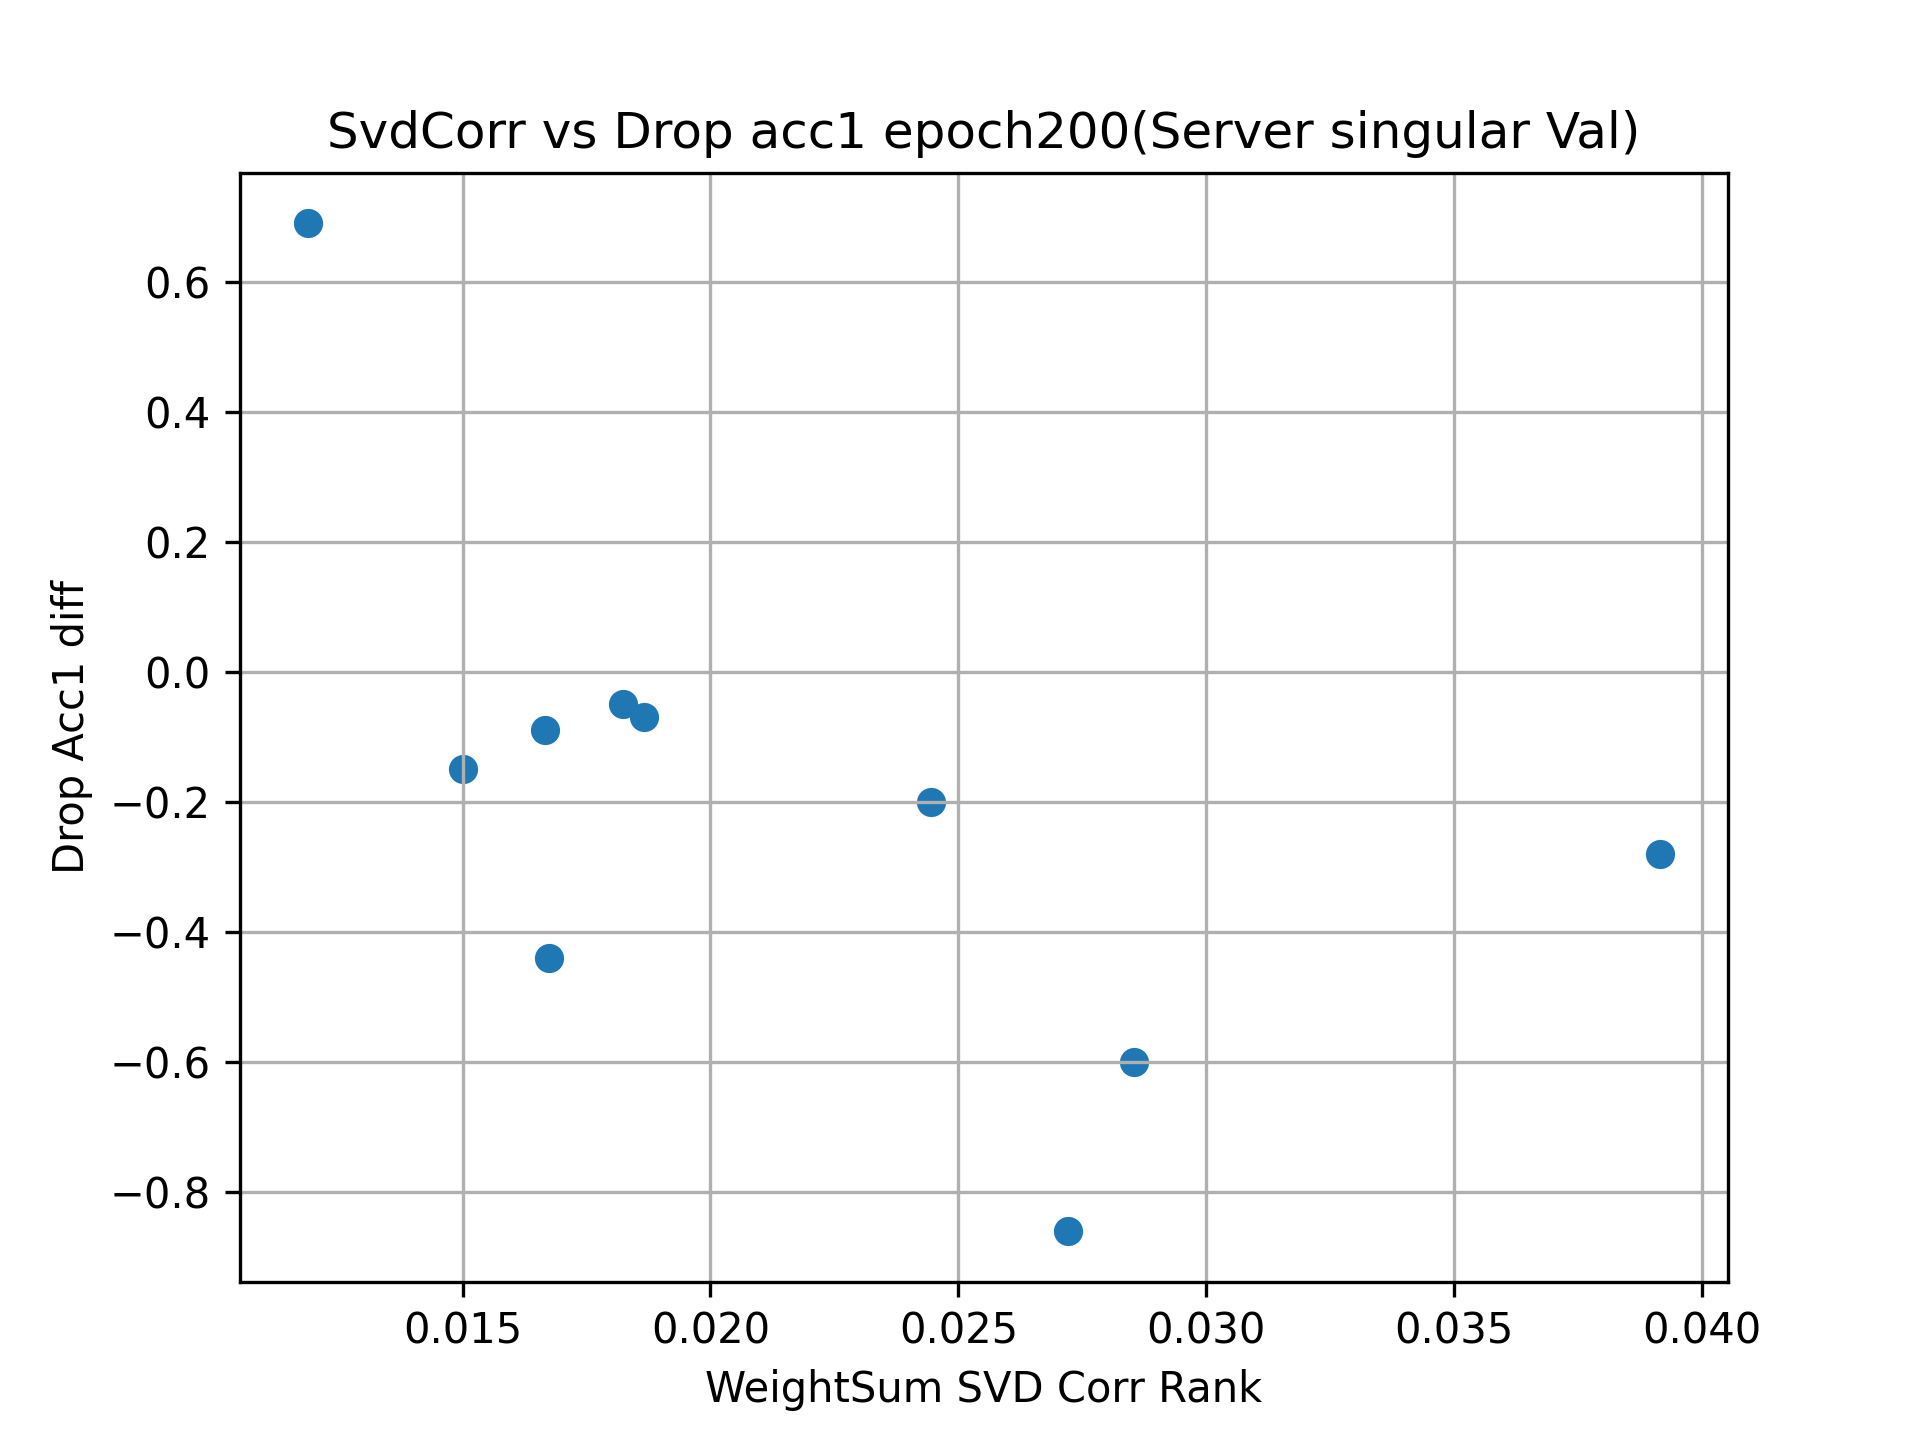 SvdCorr vs Drop acc1 epoch200(Server singular Val)
0.6
0.4
0.2
0.0
−0.2
−0.4
−0.6
−0.8
Drop Acc1 diff
0.015 0.020 0.025 0.030 0.035 0.040
WeightSum SVD Corr Rank